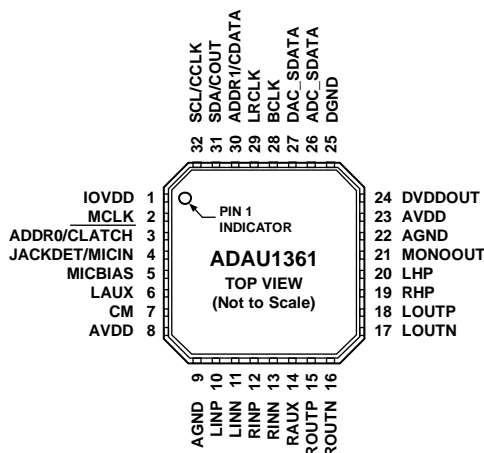 SCL/CCLK
SDA/COUT
ADDR1/CDATA
LRCLK
BCLK
DAC_SDATA
ADC_SDATA
DGND
32
31
30
29
28
27
26
25
IOVDD 1
MCLK 2
ADDR0/CLATCH 3
JACKDET/MICIN 4
MICBIAS 5
LAUX 6
CM 7
AVDD 8
PIN 1
INDICATOR
ADAU1361
TOP VIEW
(Not to Scale)
24 DVDDOUT
23 AVDD
22 AGND
21 MONOOUT
20 LHP
19 RHP
18 LOUTP
17 LOUTN
9
10
11
12
13
14
15
16
AGND
LINP
LINN
RINP
RINN
RAUX
ROUTP
ROUTN